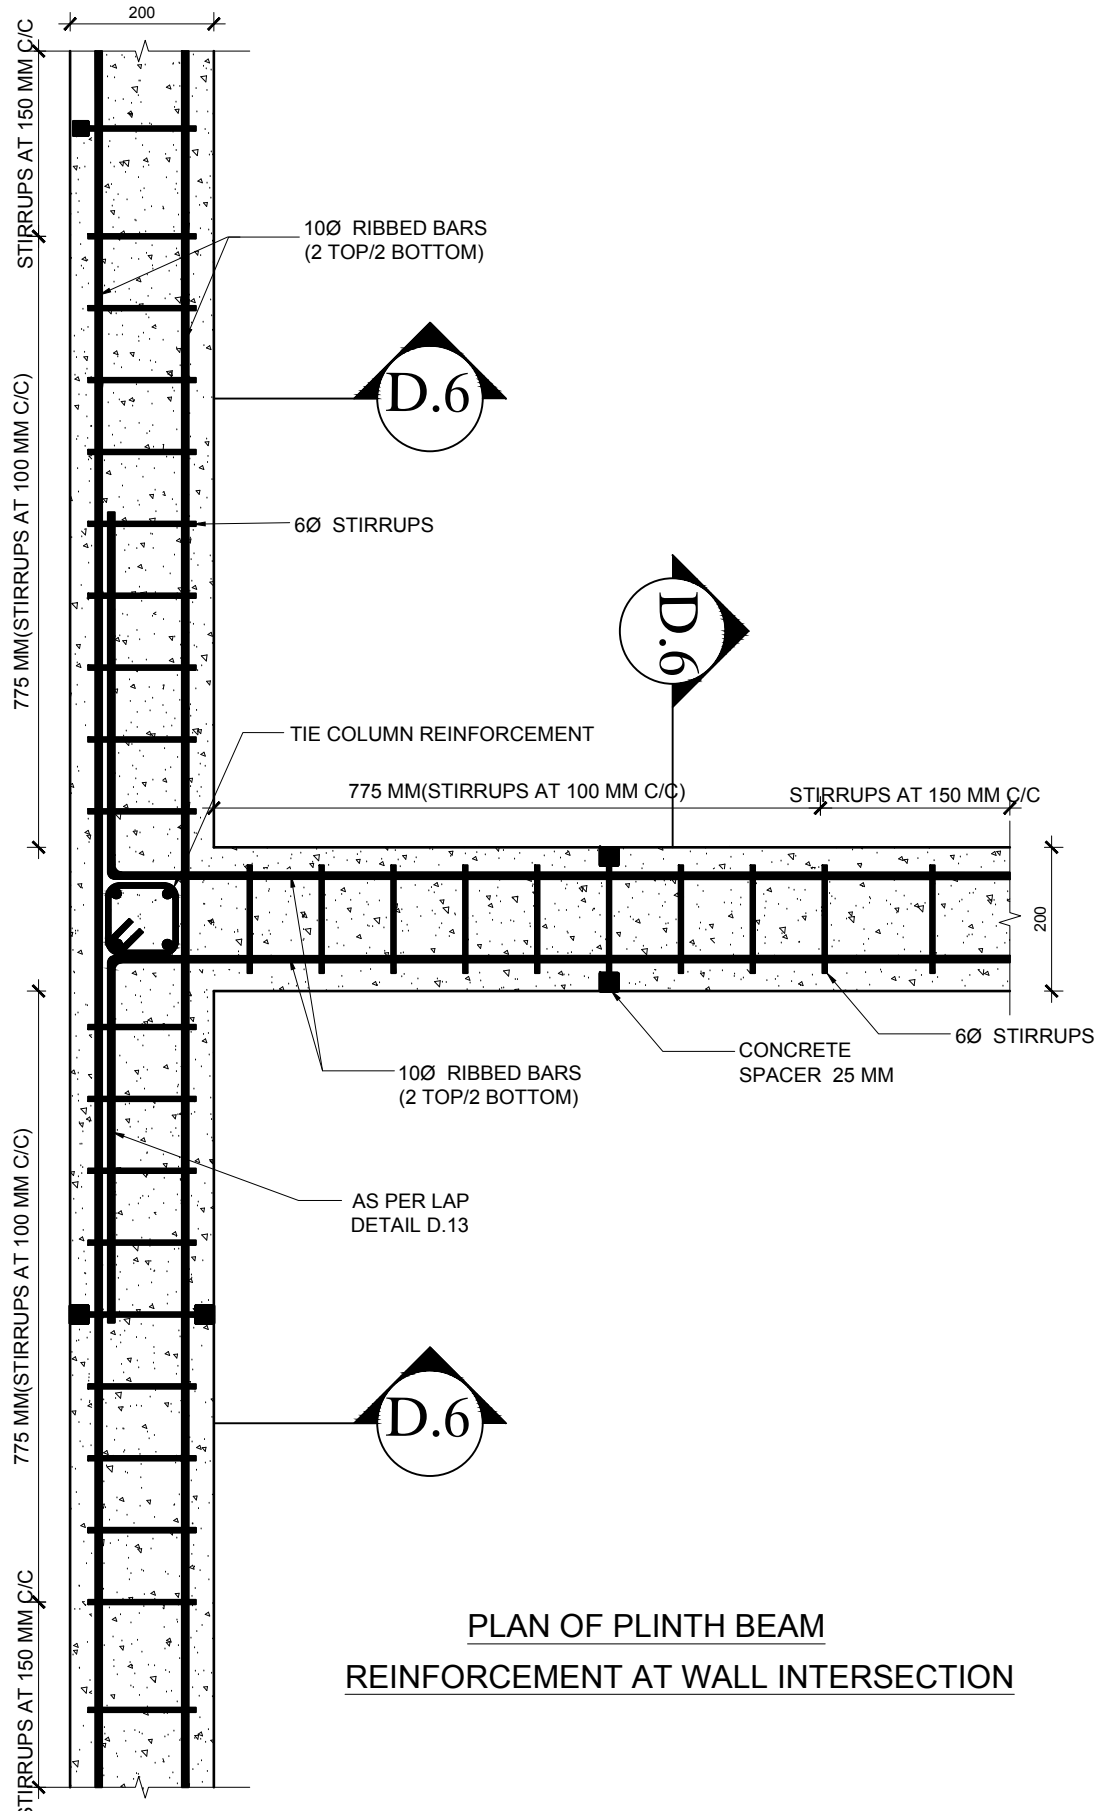 200
STIRRUPS AT 150 MM C/C
10Ø RIBBED BARS
(2 TOP/2 BOTTOM)
D.6
775 MM(STIRRUPS AT 100 MM C/C)
6Ø STIRRUPS
D.6
TIE COLUMN REINFORCEMENT
775 MM(STIRRUPS AT 100 MM C/C)
STIRRUPS AT 150 MM C/C
200
6Ø STIRRUPS
CONCRETE
SPACER 25 MM
10Ø RIBBED BARS
(2 TOP/2 BOTTOM)
AS PER LAP
DETAIL D.13
775 MM(STIRRUPS AT 100 MM C/C)
D.6
STIRRUPS AT 150 MM C/C
PLAN OF PLINTH BEAM
REINFORCEMENT AT WALL INTERSECTION